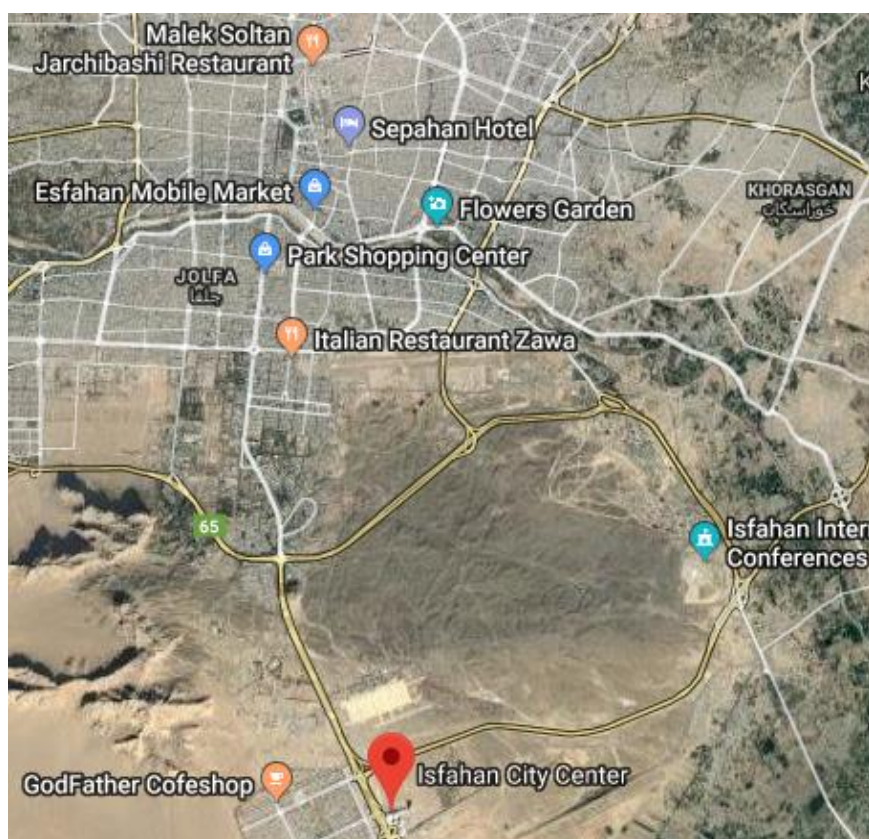 Malek Soltan
Jarchibashi Restaurant
Sepahan Hotel
Esfahan Mobile Market
Flowers Garden
KHORASGAN
خوراسگان
Park Shopping Center
JOLFA
جلفا
Italian Restaurant Zawa
65
Isfahan Intern
Conferences
Isfahan City Center
GodFather Cofeshop
K